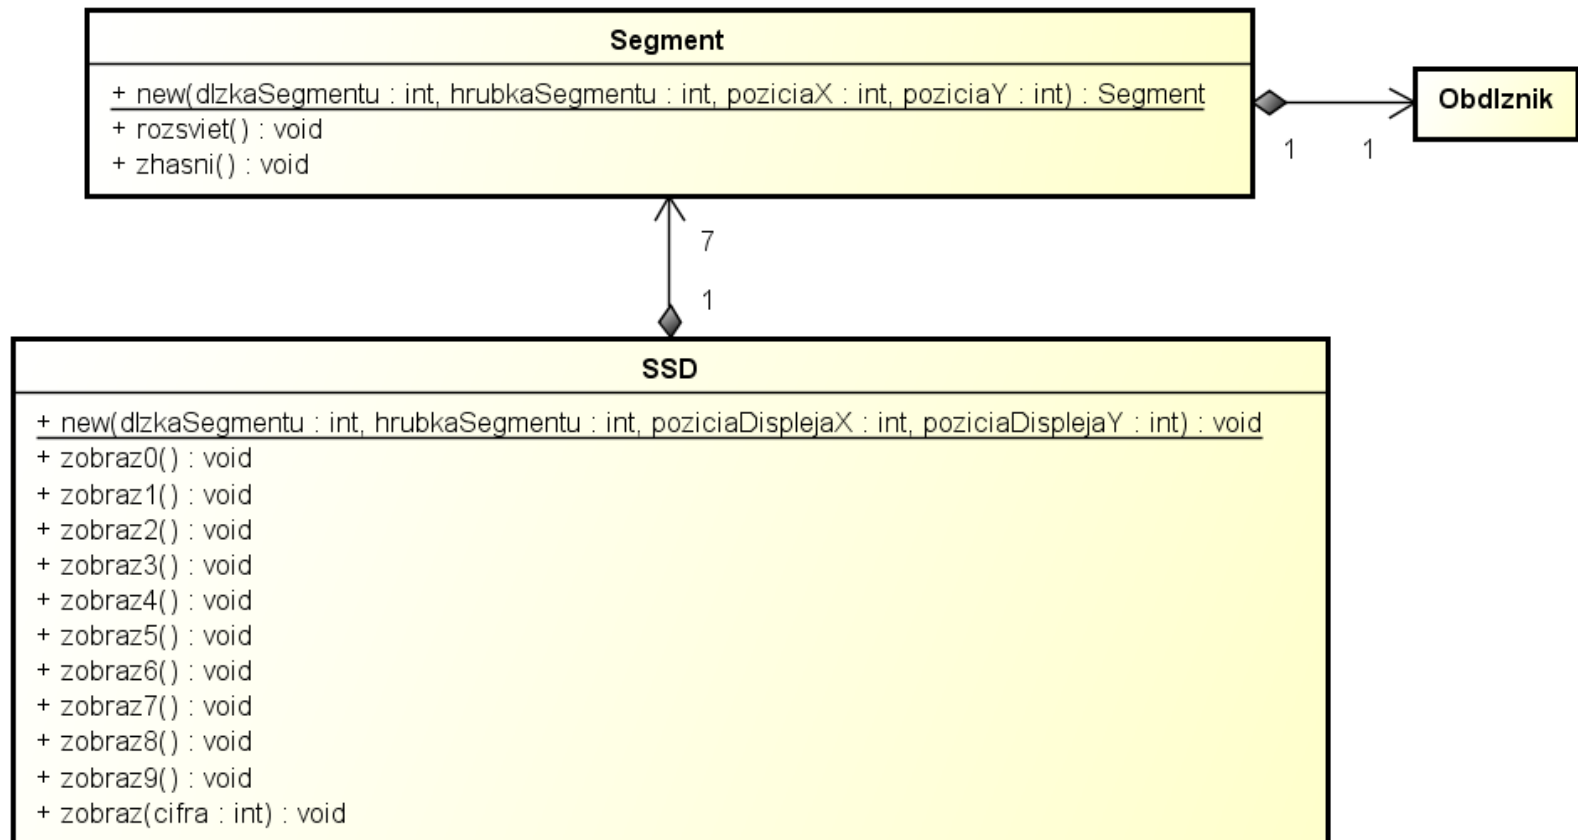 Segment
+ new(dlzkaSegmentu : int, hrubkaSegmentu : int, poziciaX : int, poziciaY : int) : Segment
+ rozsviet() : void
+ zhasni() : void
Obdlznik
1
1
7
1
SSD
+ new(dlzkaSegmentu : int, hrubkaSegmentu : int, poziciaDisplejaX : int, poziciaDisplejaY : int) : void
+ zobraz0() : void
+ zobraz1() : void
+ zobraz2() : void
+ zobraz3() : void
+ zobraz4() : void
+ zobraz5() : void
+ zobraz6() : void
+ zobraz7() : void
+ zobraz8() : void
+ zobraz9() : void
+ zobraz(cifra : int) : void